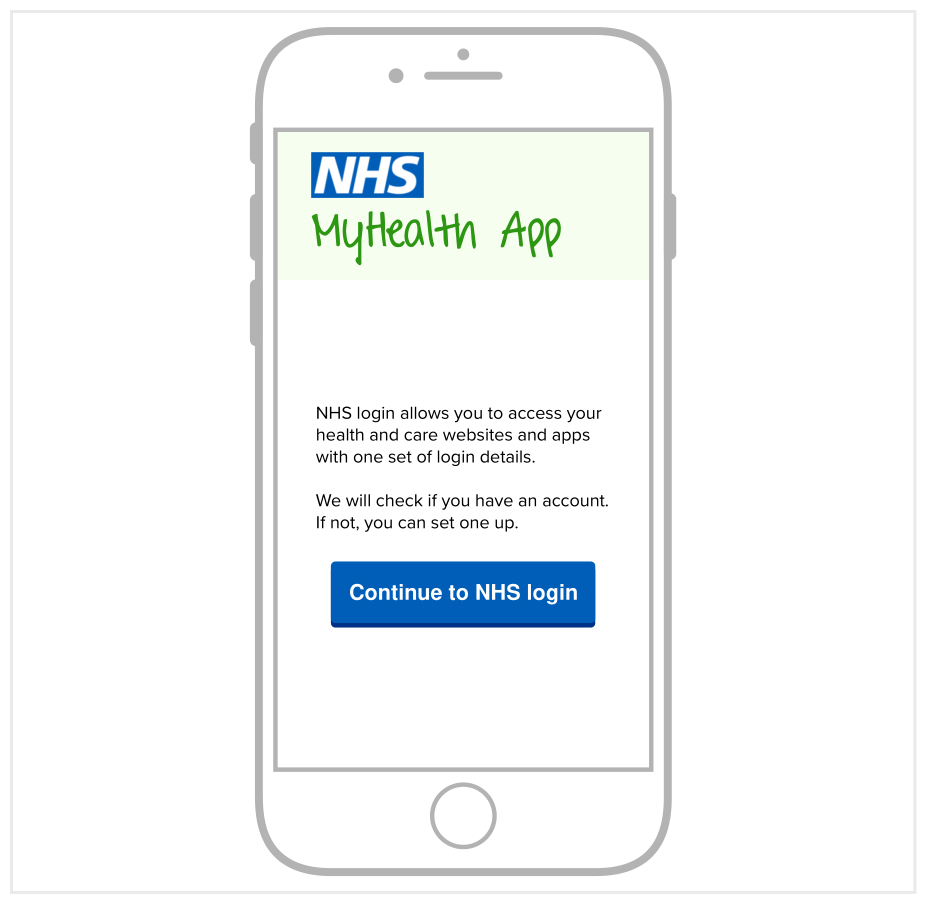 NHS
MyHealth App
NHS login allows you to access your
health and care websites and apps
with one set of login details.
We will check if you have an account.
If not, you can set one up.
Continue to NHS login